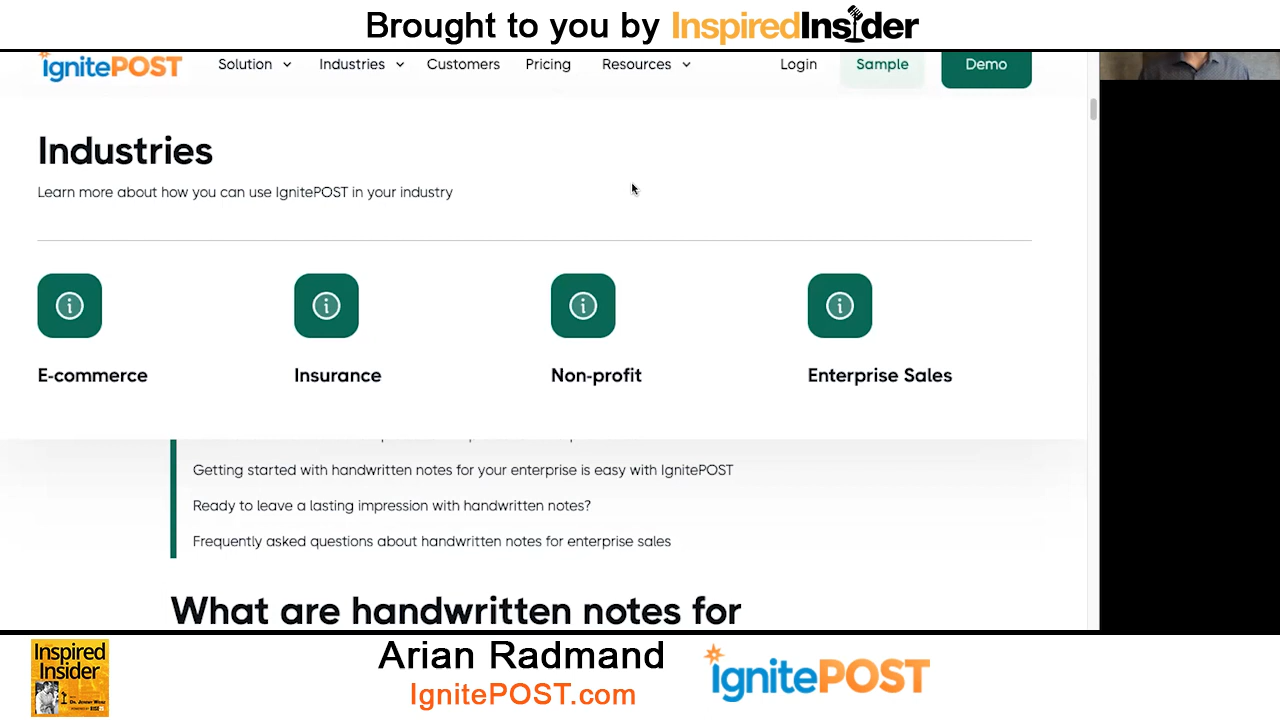 Brought to you by InspiredInsider
ignitePOST
Solution
Industries
Customers
Pricing
Resources
Login
Sample
Demo
Industries
Learn more about how you can use IgnitePOST in your industry
E-commerce
Insurance
Non-profit
Enterprise Sales
Getting started with handwritten notes for your enterprise is easy with IgnitePOST
Ready to leave a lasting impression with handwritten notes?
Frequently asked questions about handwritten notes for enterprise sales
What are handwritten notes for
Inspired
Insider
Arian Radmand
IgnitePOST.com
ignitePOST